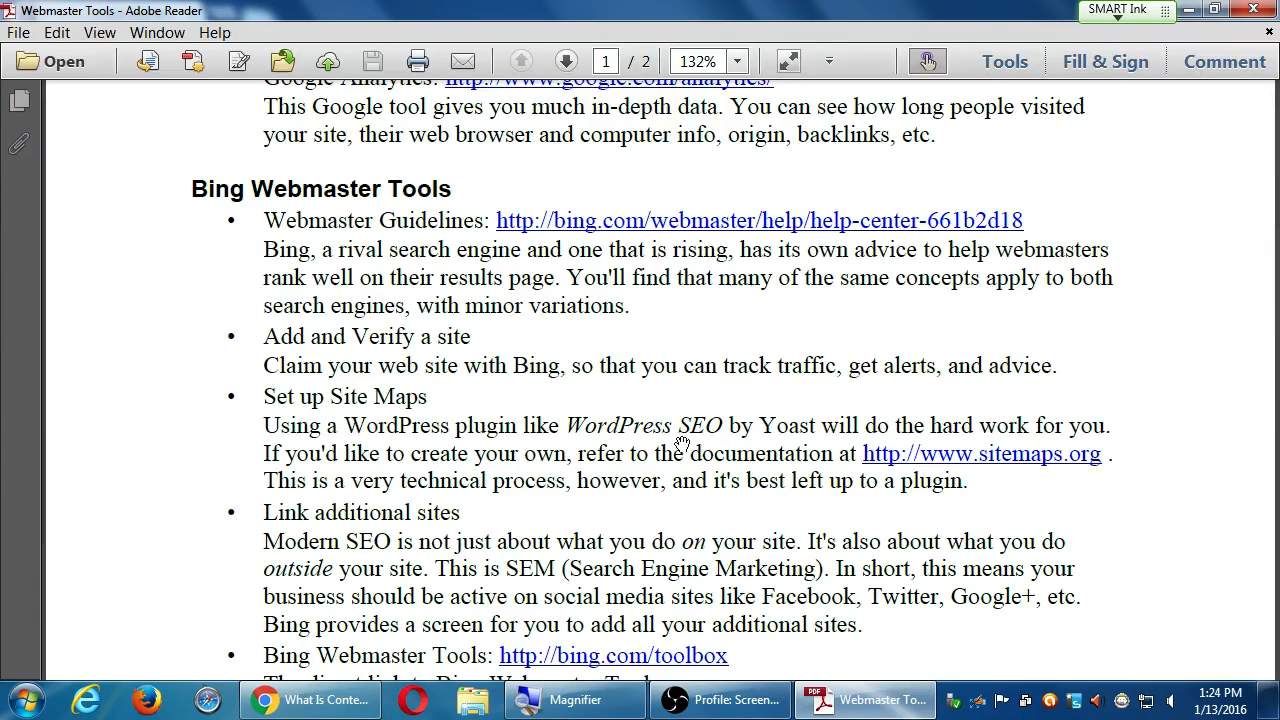 Webmaster Tools - Adobe Reader
SMART Ink
File Edit View Window Help
Open 1 / 2 132% Tools Fill & Sign Comment
Google Analytics: http://www.google.com/analytics/
This Google tool gives you much in-depth data. You can see how long people visited
your site, their web browser and computer info, origin, backlinks, etc.
Bing Webmaster Tools
• Webmaster Guidelines: http://bing.com/webmaster/help/help-center-661b2d18
Bing, a rival search engine and one that is rising, has its own advice to help webmasters
rank well on their results page. You'll find that many of the same concepts apply to both
search engines, with minor variations.
• Add and Verify a site
Claim your web site with Bing, so that you can track traffic, get alerts, and advice.
• Set up Site Maps
Using a WordPress plugin like WordPress SEO by Yoast will do the hard work for you.
If you'd like to create your own, refer to the documentation at http://www.sitemaps.org .
This is a very technical process, however, and it's best left up to a plugin.
• Link additional sites
Modern SEO is not just about what you do on your site. It's also about what you do
outside your site. This is SEM (Search Engine Marketing). In short, this means your
business should be active on social media sites like Facebook, Twitter, Google+, etc.
Bing provides a screen for you to add all your additional sites.
• Bing Webmaster Tools: http://bing.com/toolbox
What Is Conte... Magnifier Profile: Screen... PDF Webmaster To... 1:24 PM
1/13/2016